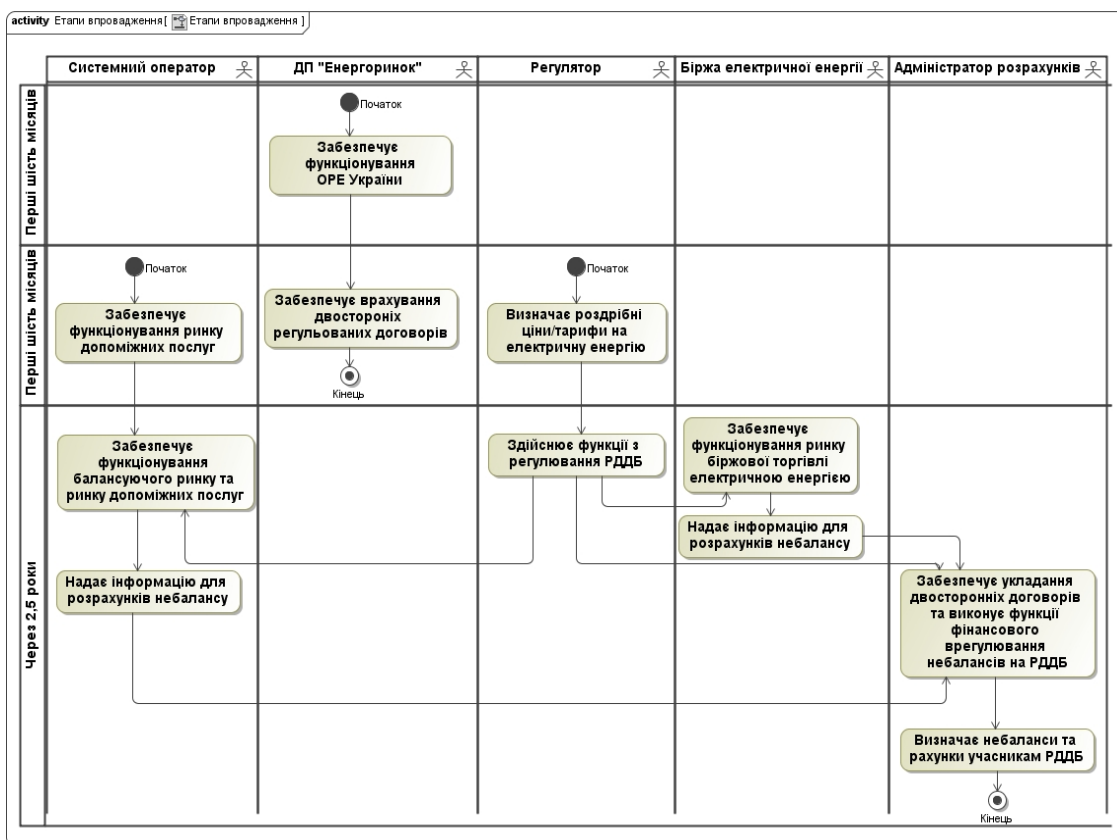 activity Етапи впровадження[ Етапи впровадження ]
Системний оператор
ДП "Енергоринок"
Регулятор
Біржа електричної енергії
Адміністратор розрахунків
Перші шість місяців
Початок
Забезпечує
функціонування
ОРЕ України
Перші шість місяців
Початок
Забезпечує
функціонування ринку
допоміжних послуг
Забезпечує врахування
двостороніх
регульованих договорів
Кінець
Початок
Визначає роздрібні
ціни/тарифи на
електричну енергію
Через 2,5 роки
Забезпечує
функціонування
балансуючого ринку та
ринку допоміжних послуг
Надає інформацію для
розрахунків небалансу
Здійснює функції з
регулювання РДДБ
Забезпечує
функціонування ринку
біржової торгівлі
електричною енергією
Надає інформацію для
розрахунків небалансу
Забезпечує укладання
двосторонніх договорів
та виконує функції
фінансового
врегулювання
небалансів на РДДБ
Визначає небаланси та
рахунки учасникам РДДБ
Кінець